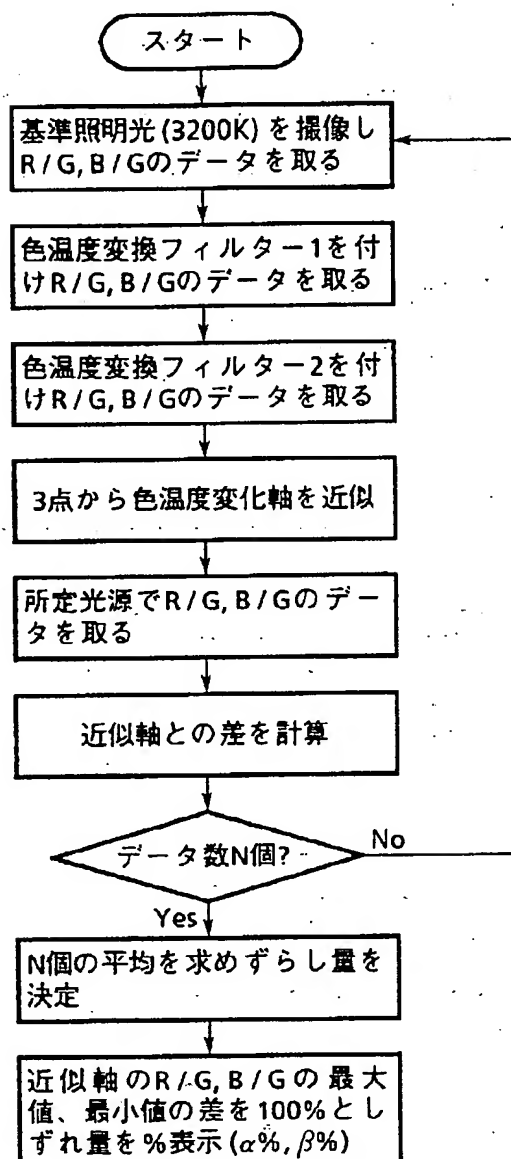 スタート
基準照明光(3200K)を撮像し
R/G,B/Gのデータを取る
色温度変換フィルター1を付
けR/G,B/Gのデータを取る
色温度変換フィルター2を付
けR/G,B/Gのデータを取る
3点から色温度変化軸を近似
所定光源でR/G,B/Gのデー
タを取る
近似軸との差を計算
データ数N個?
No
Yes
N個の平均を求めずらし量を
決定
近似軸のR/G,B/Gの最大
値、最小値の差を100%とし
ずれ量を%表示(α%,β%)